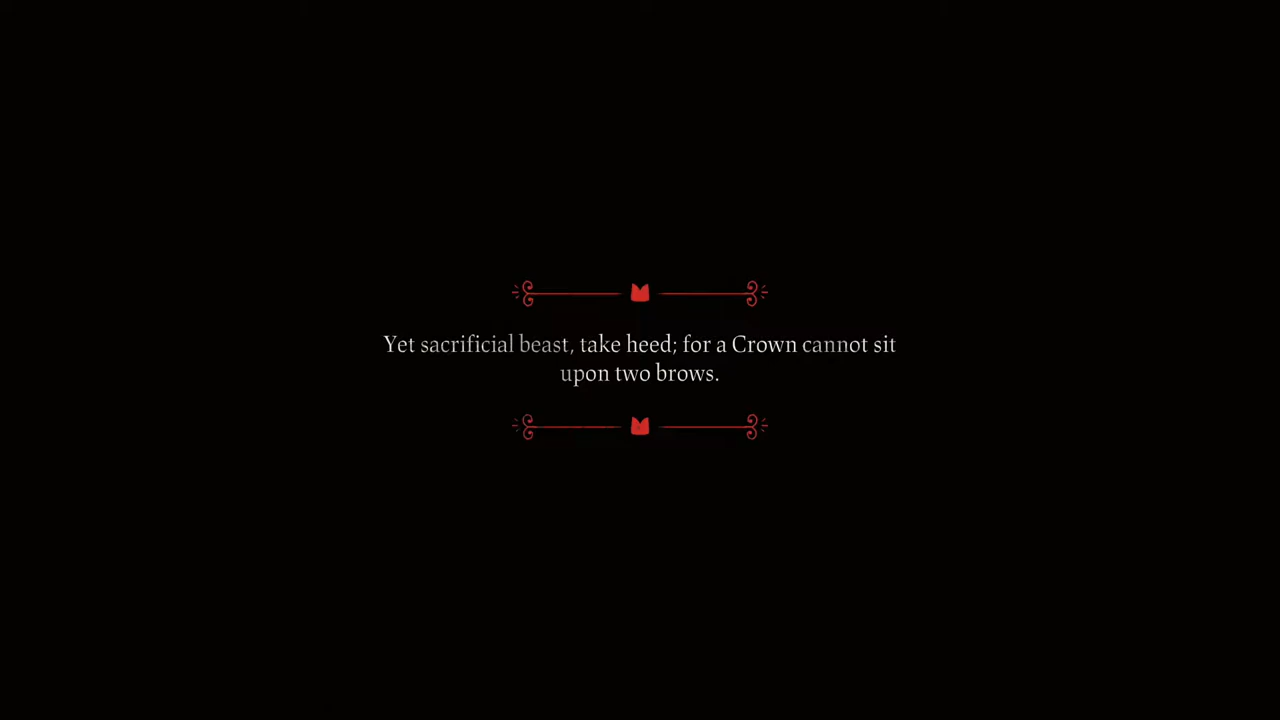 Yet sacrificial beast, take heed; for a Crown cannot sit
upon two brows.